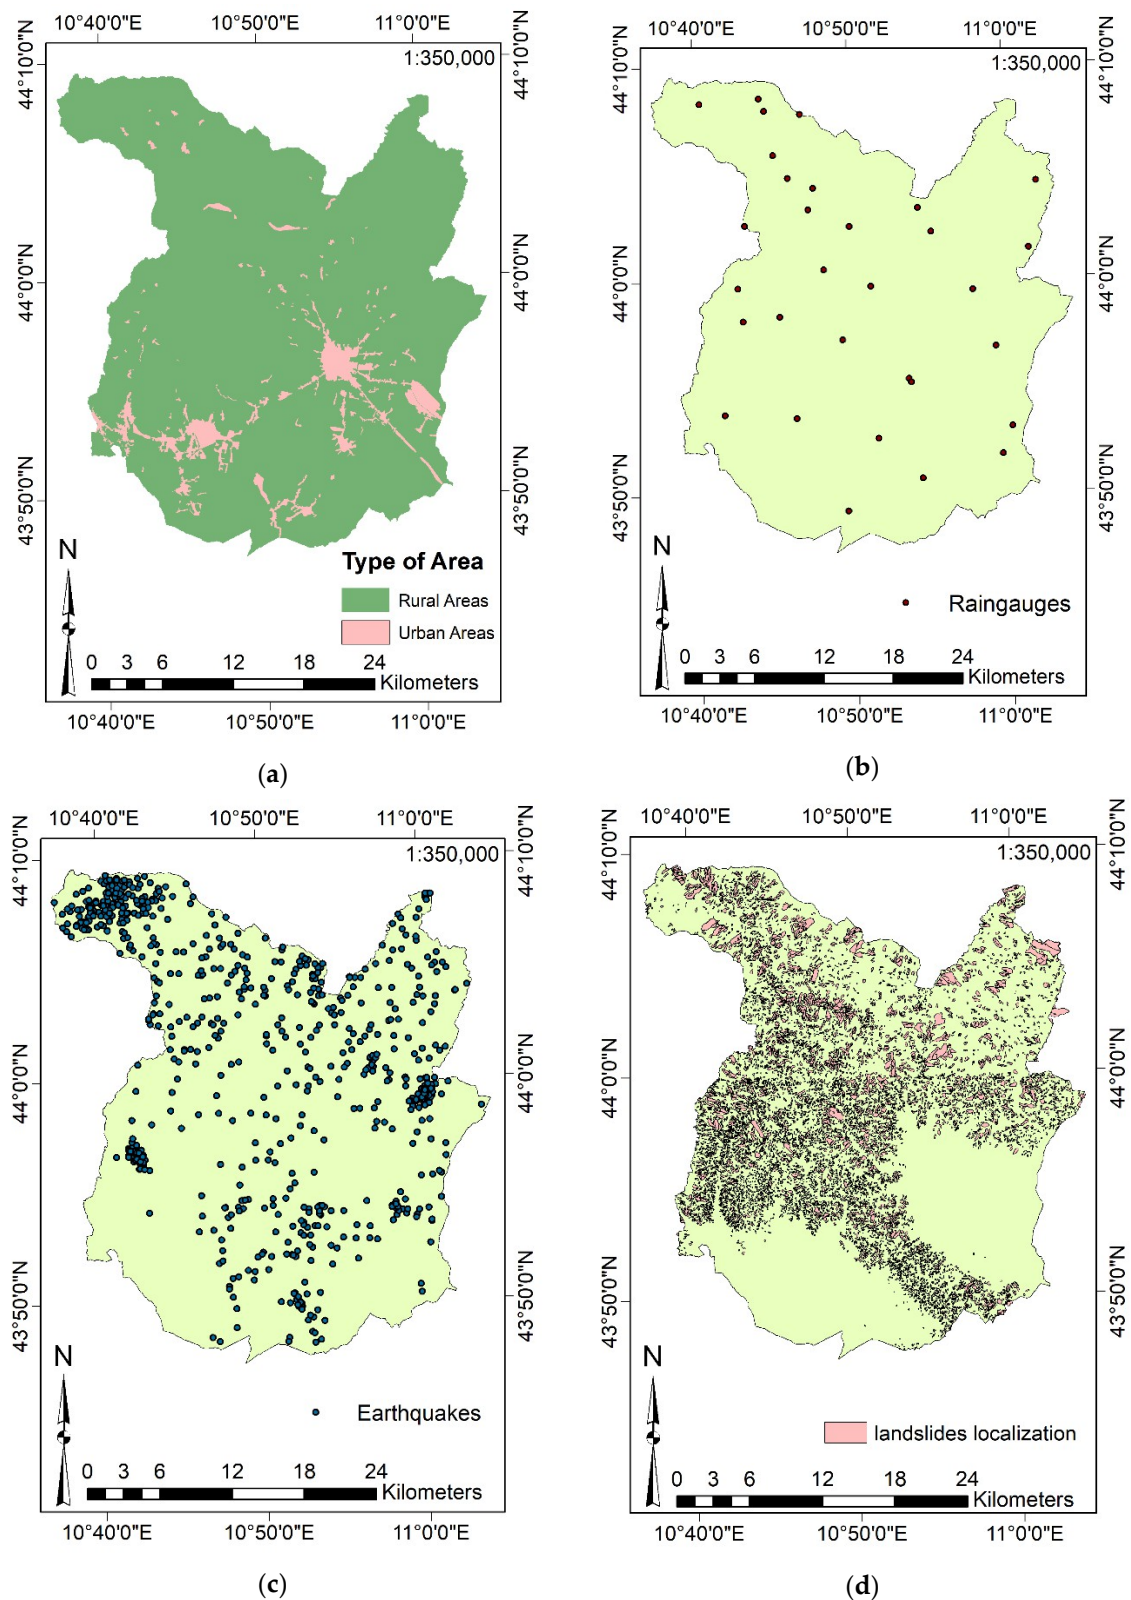 10°40'0"E 10°50'0"E 11°0'0"E
1:350,000
44°10'0"N 44°10'0"N
44°0'0"N 44°0'0"N
43°50'0"N 43°50'0"N
N
Type of Area
Rural Areas
Urban Areas
0 3 6 12 18 24
Kilometers
10°40'0"E 10°50'0"E 11°0'0"E
(a)
10°40'0"E 10°50'0"E 11°0'0"E
1:350,000
44°10'0"N 44°10'0"N
44°0'0"N 44°0'0"N
43°50'0"N 43°50'0"N
N
Raingauges
0 3 6 12 18 24
Kilometers
10°40'0"E 10°50'0"E 11°0'0"E
(b)
10°40'0"E 10°50'0"E 11°0'0"E
1:350,000
44°10'0"N 44°10'0"N
44°0'0"N 44°0'0"N
43°50'0"N 43°50'0"N
N
Earthquakes
0 3 6 12 18 24
Kilometers
10°40'0"E 10°50'0"E 11°0'0"E
(c)
10°40'0"E 10°50'0"E 11°0'0"E
1:350,000
44°10'0"N 44°10'0"N
44°0'0"N 44°0'0"N
43°50'0"N 43°50'0"N
N
landslides localization
0 3 6 12 18 24
Kilometers
10°40'0"E 10°50'0"E 11°0'0"E
(d)